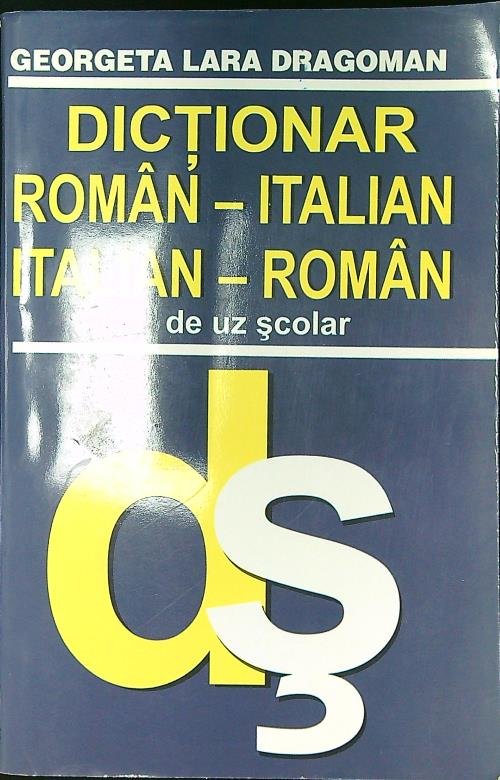 GEORGETA LARA DRAGOMAN
DICȚIONAR
ROMÂN – ITALIAN
ITALIAN – ROMÂN
de uz şcolar
dş